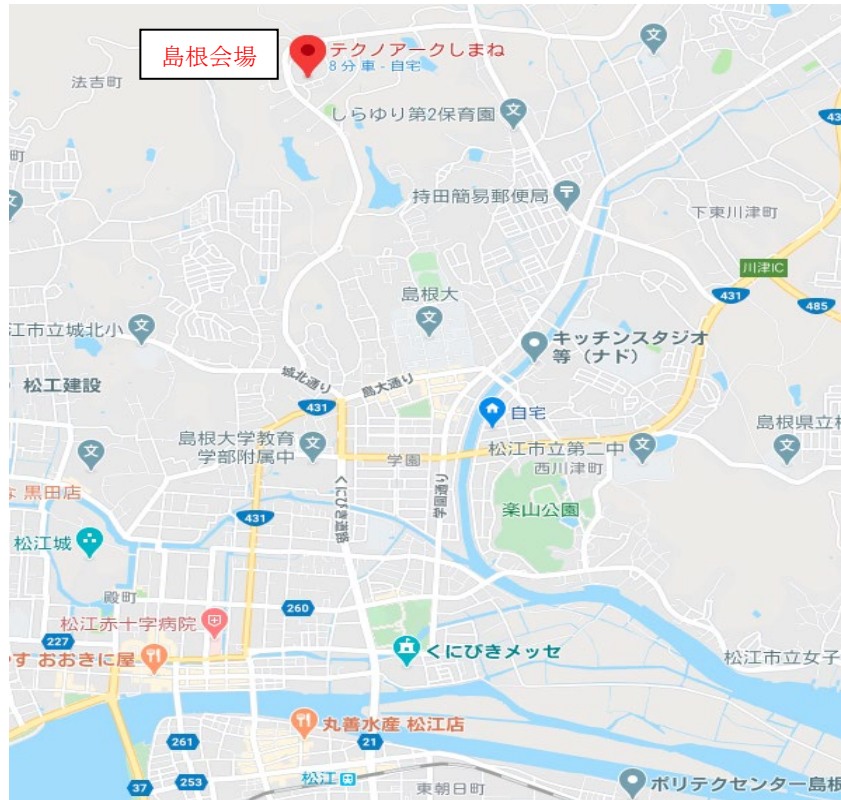 島根会場
テクノアークしまね
8 分 車 - 自宅
法吉町
しらゆり第2保育園
43
町
持田簡易郵便局
下東川津町
川津IC
島根大
431
485
江市立城北小
キッチンスタジオ
等（ナド）
城北通り
島大通り
松工建設
431
自宅
島根県立松
島根大学教育
学部附属中
学園
松江市立第二中
西川津町
学園通り
くにびき道路
な 黒田店
楽山公園
431
松江城
殿町
260
松江赤十字病院
227
やす おおきに屋
くにびきメッセ
松江市立女子
丸善水産 松江店
261
21
37
253
松江
東朝日町
ポリテクセンター島根